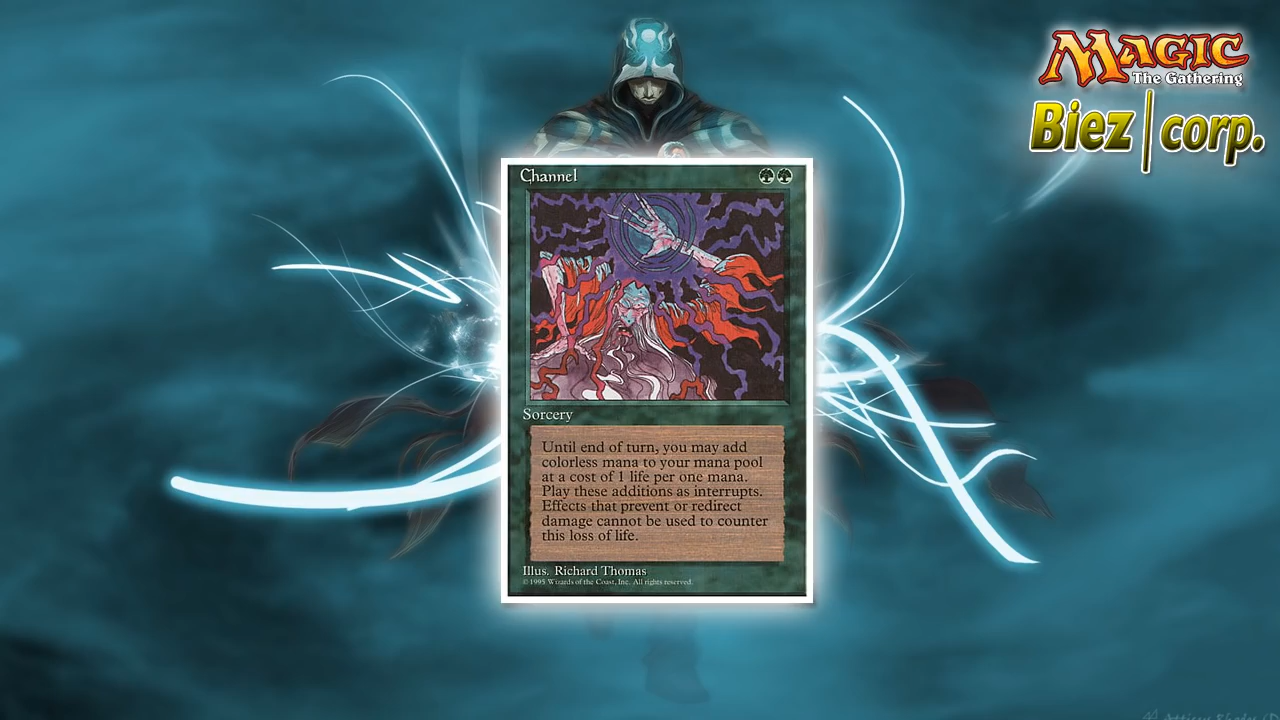 MAGIC
The Gathering
Biez | corp.
Channel
Sorcery
Until end of turn, you may add
colorless mana to your mana pool
at a cost of 1 life per one mana.
Play these additions as interrupts.
Effects that prevent or redirect
damage cannot be used to counter
this loss of life.
Illus. Richard Thomas
©1995 Wizards of the Coast, Inc. All rights reserved.